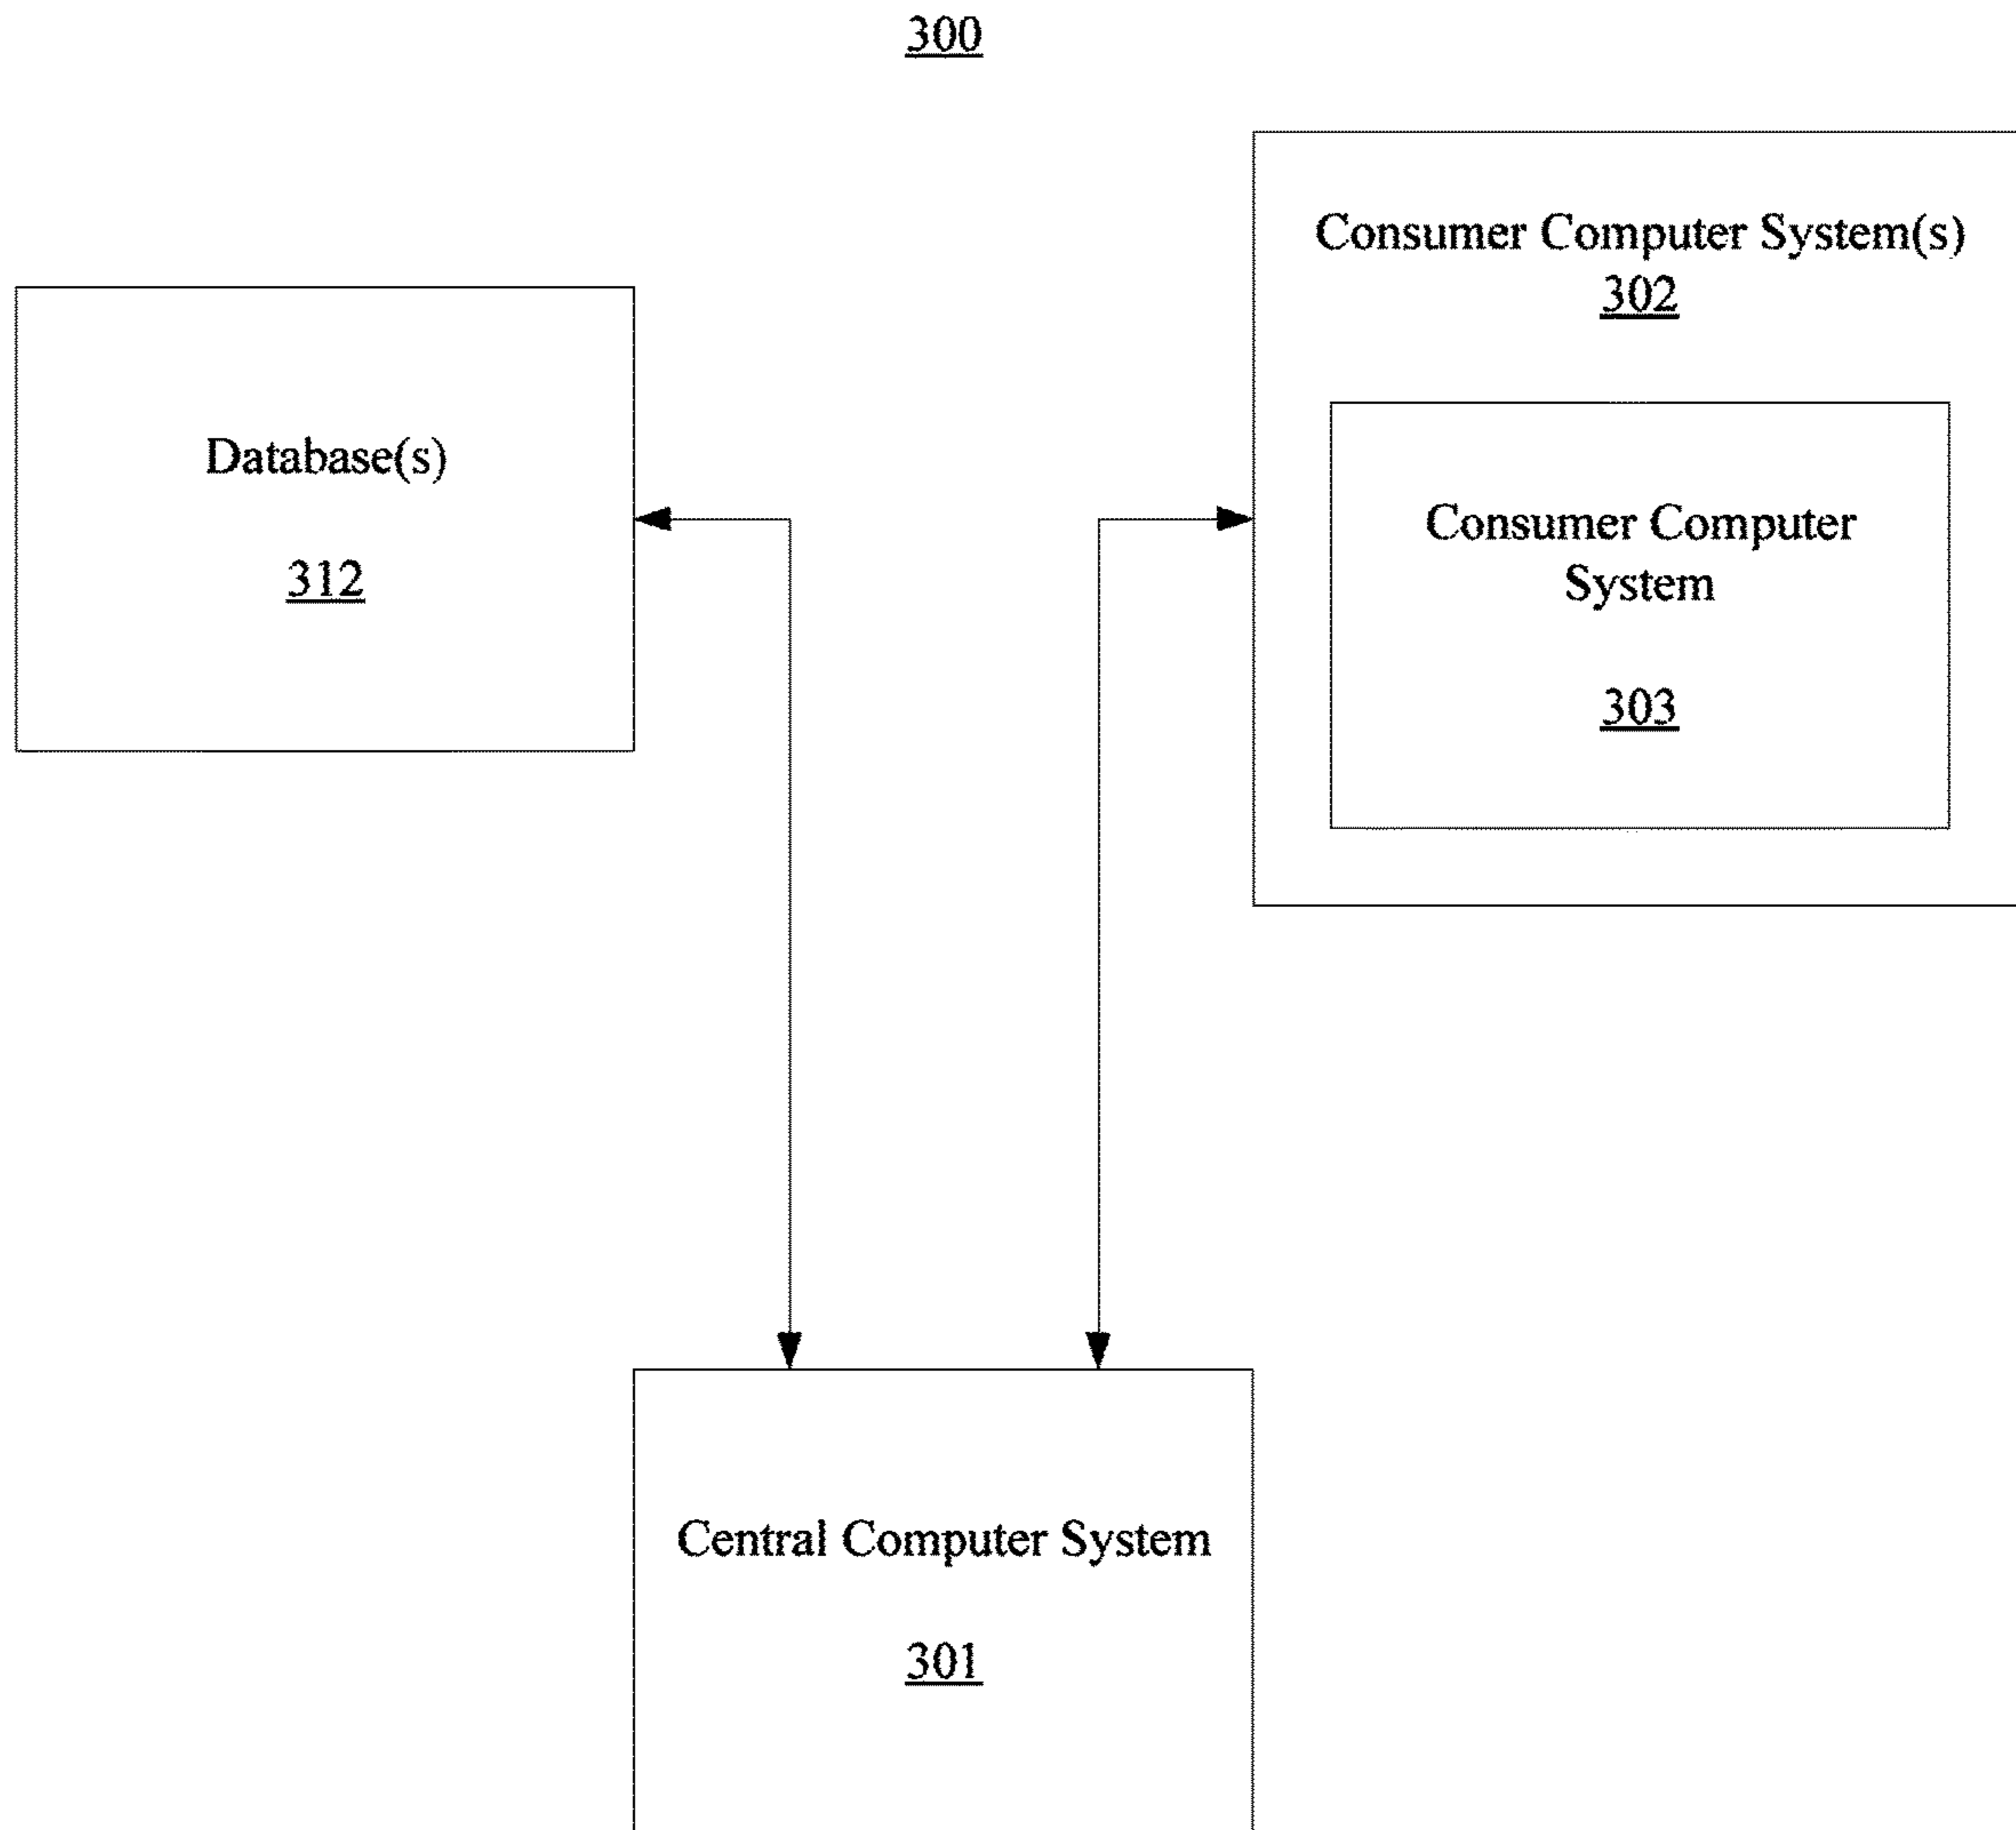 300
Consumer Computer System(s)
302
Database(s)
312
Consumer Computer
System
303
Central Computer System
301